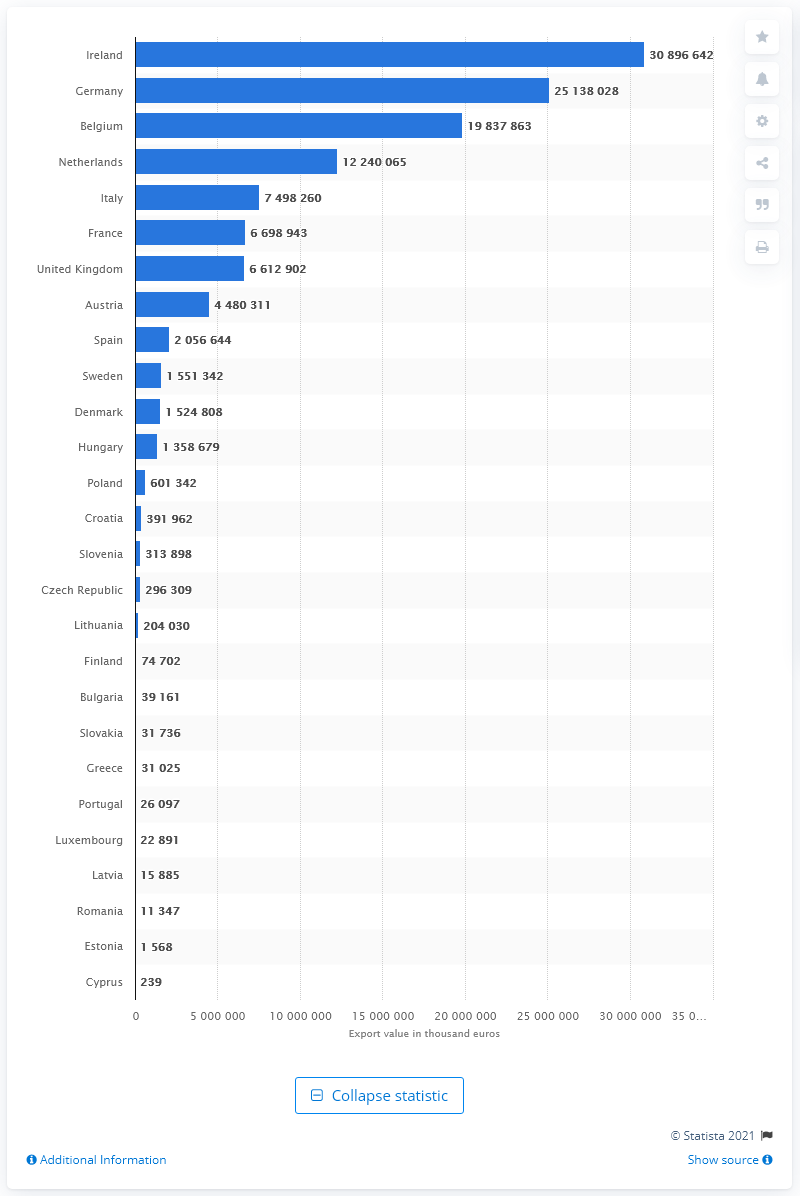 Ireland 30 896 642
Germany 25 138 028
Belgium 19 837 863
Netherlands 12 240 065
Italy 7 498 260
France 6 698 943
United Kingdom 6 612 902
Austria 4 480 311
Spain 2 056 644
Sweden 1 551 342
Denmark 1 524 808
Hungary 1 358 679
Poland 601 342
Croatia 391 962
Slovenia 313 898
Czech Republic 296 309
Lithuania 204 030
Finland 74 702
Bulgaria 39 161
Slovakia 31 736
Greece 31 025
Portugal 26 097
Luxembourg 22 891
Latvia 15 885
Romania 11 347
Estonia 1 568
Cyprus 239
0 5 000 000 10 000 000 15 000 000 20 000 000 25 000 000 30 000 000 35 0...
Export value in thousand euros
Collapse statistic
© Statista 2021
Additional Information Show source